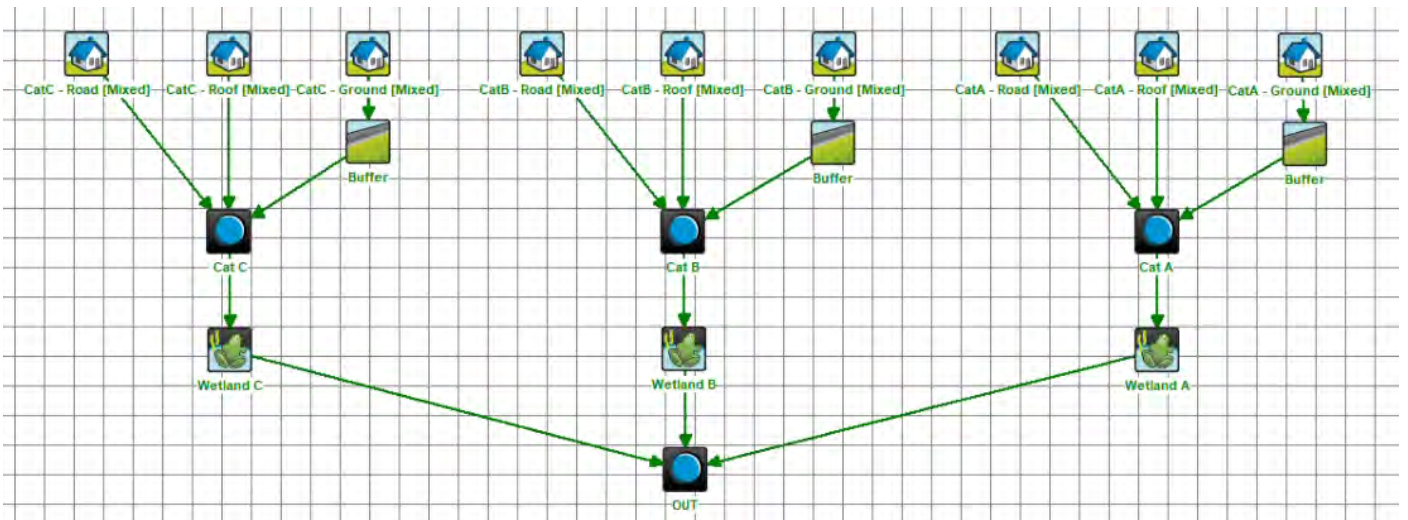 CatC - Road [Mixed] CatC - Roof [Mixed] CatC - Ground [Mixed] CatB - Road [Mixed] CatB - Roof [Mixed] CatB - Ground [Mixed] CatA - Road [Mixed] CatA - Roof [Mixed] CatA - Ground [Mixed]
Buffer Buffer Buffer
Cat C Cat B Cat A
Wetland C Wetland B Wetland A
OUT